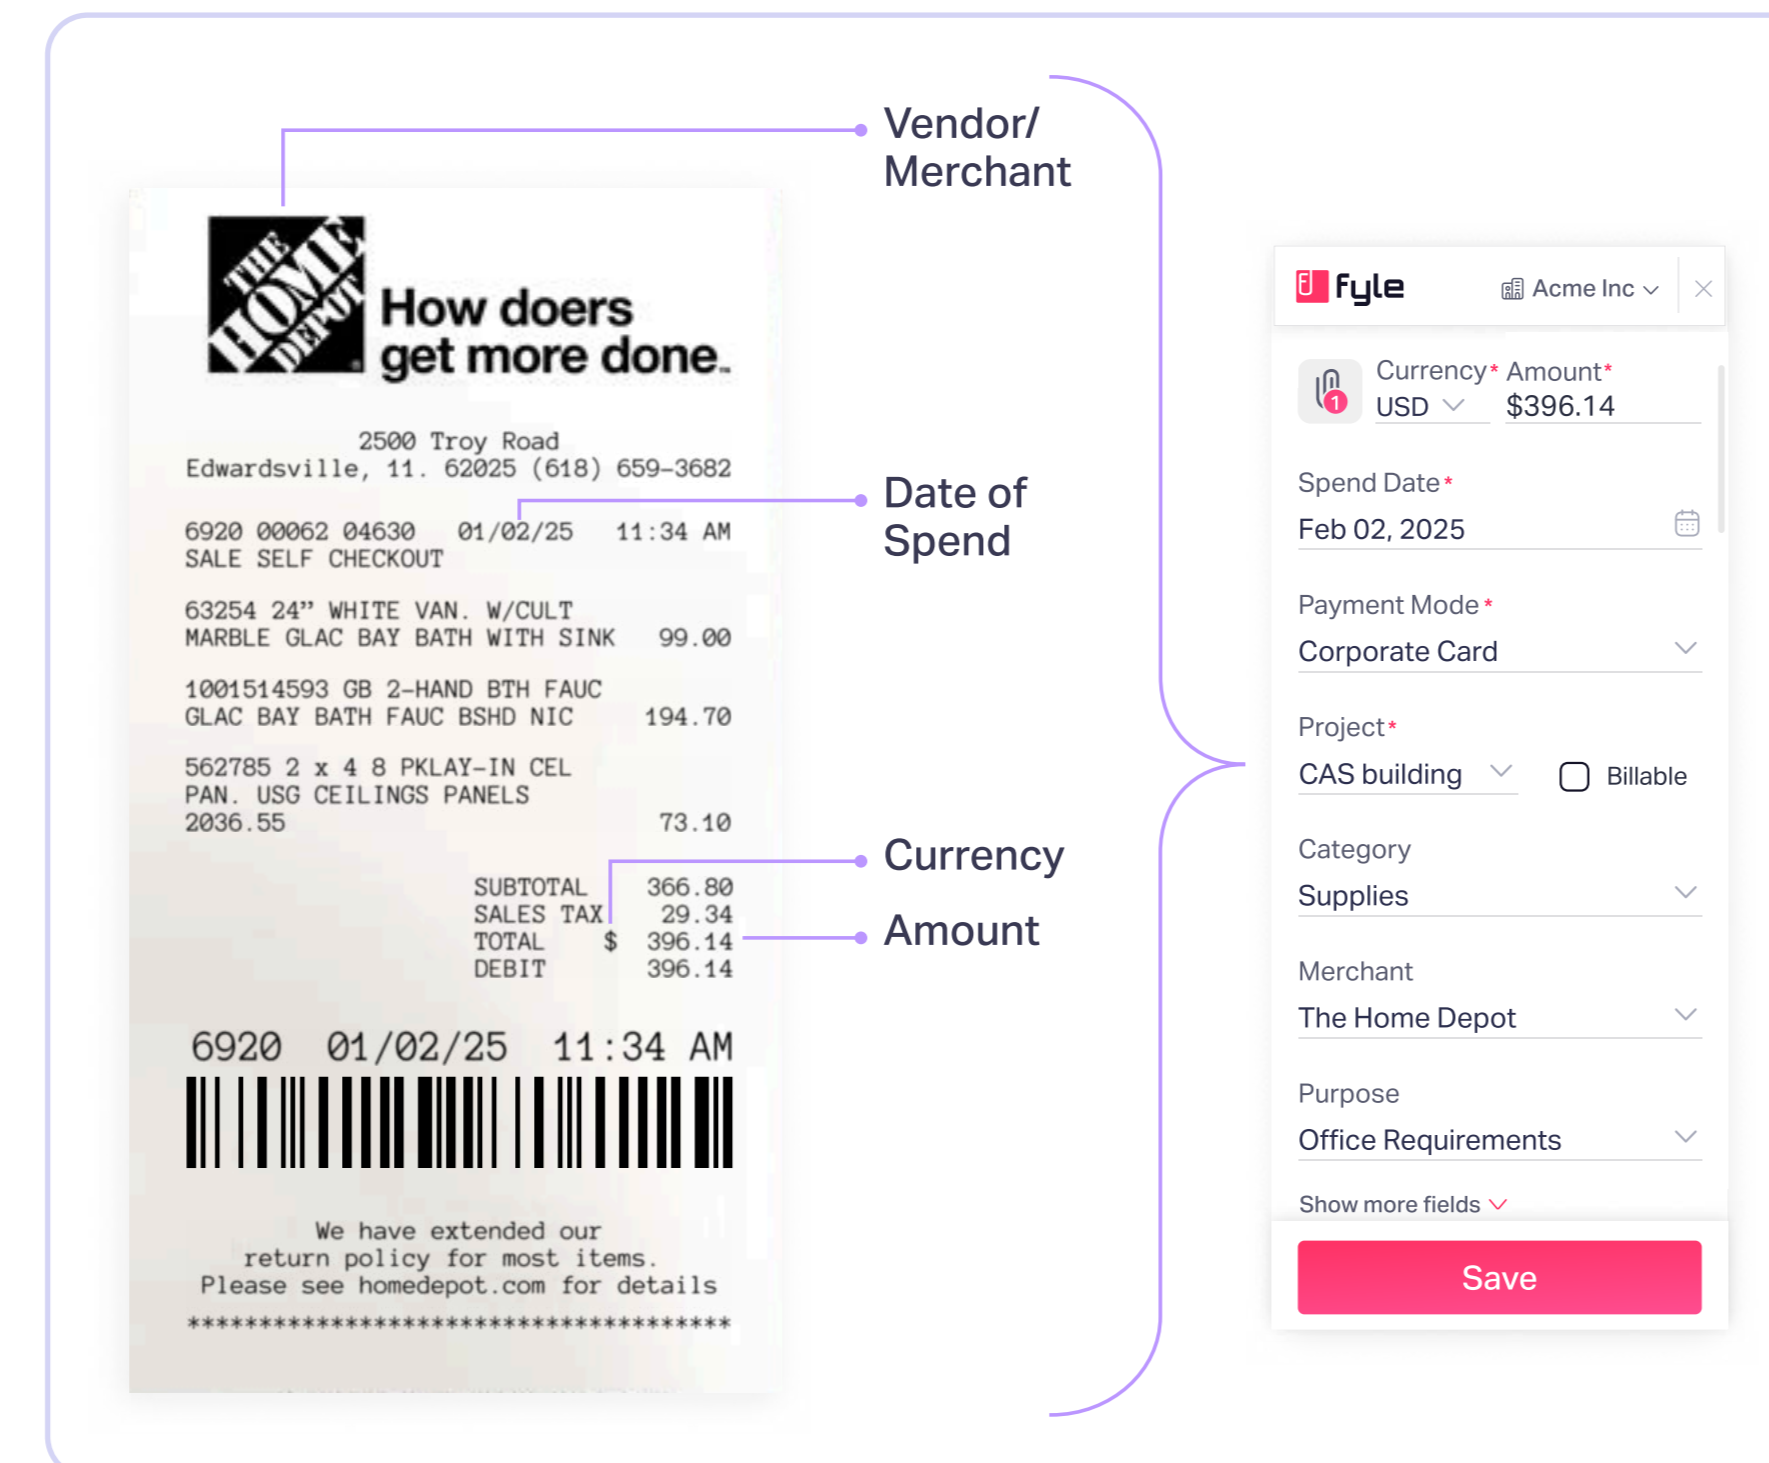 Vendor/
Merchant
THE
HOME
DEPOT
How doers
get more done.
2500 Troy Road
Edwardsville, 11. 62025 (618) 659-3682
Date of
Spend
6920 00062 04630 01/02/25 11:34 AM
SALE SELF CHECKOUT
63254 24” WHITE VAN. W/CULT
MARBLE GLAC BAY BATH WITH SINK 99.00
1001514593 GB 2-HAND BTH FAUC
GLAC BAY BATH FAUC BSHD NIC 194.70
562785 2 x 4 8 PKLAY-IN CEL
PAN. USG CEILINGS PANELS
2036.55 73.10
Currency
SUBTOTAL 366.80
SALES TAX 29.34
TOTAL $ 396.14
Amount
DEBIT 396.14
6920 01/02/25 11:34 AM
We have extended our
return policy for most items.
Please see homedepot.com for details
****************************************
fyle
Acme Inc
1
Currency* Amount*
USD $396.14
Spend Date*
Feb 02, 2025
Payment Mode*
Corporate Card
Project*
CAS building Billable
Category
Supplies
Merchant
The Home Depot
Purpose
Office Requirements
Show more fields
Save